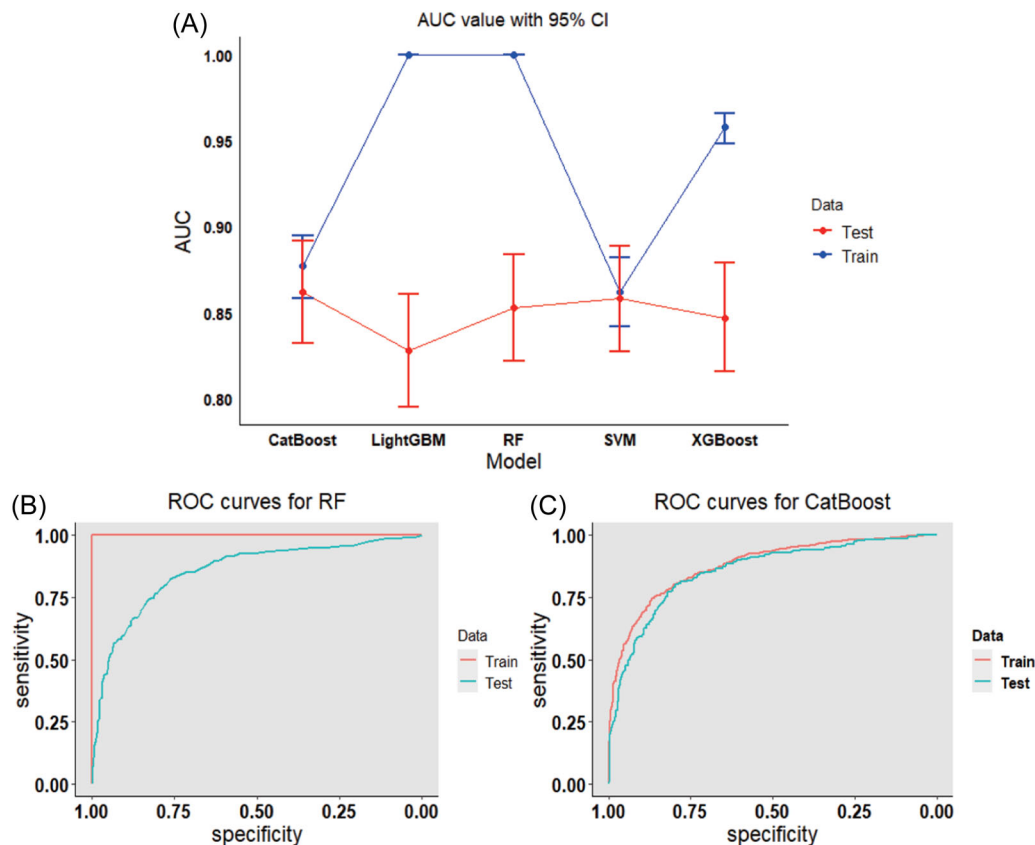 (A)
AUC value with 95% CI
1.00
0.95
0.90
0.85
0.80
AUC
CatBoost LightGBM RF SVM XGBoost
Model
Data
Test
Train
(B)
ROC curves for RF
1.00
0.75
0.50
0.25
0.00
sensitivity
1.00 0.75 0.50 0.25 0.00
specificity
Data
Train
Test
(C)
ROC curves for CatBoost
1.00
0.75
0.50
0.25
0.00
sensitivity
1.00 0.75 0.50 0.25 0.00
specificity
Data
Train
Test